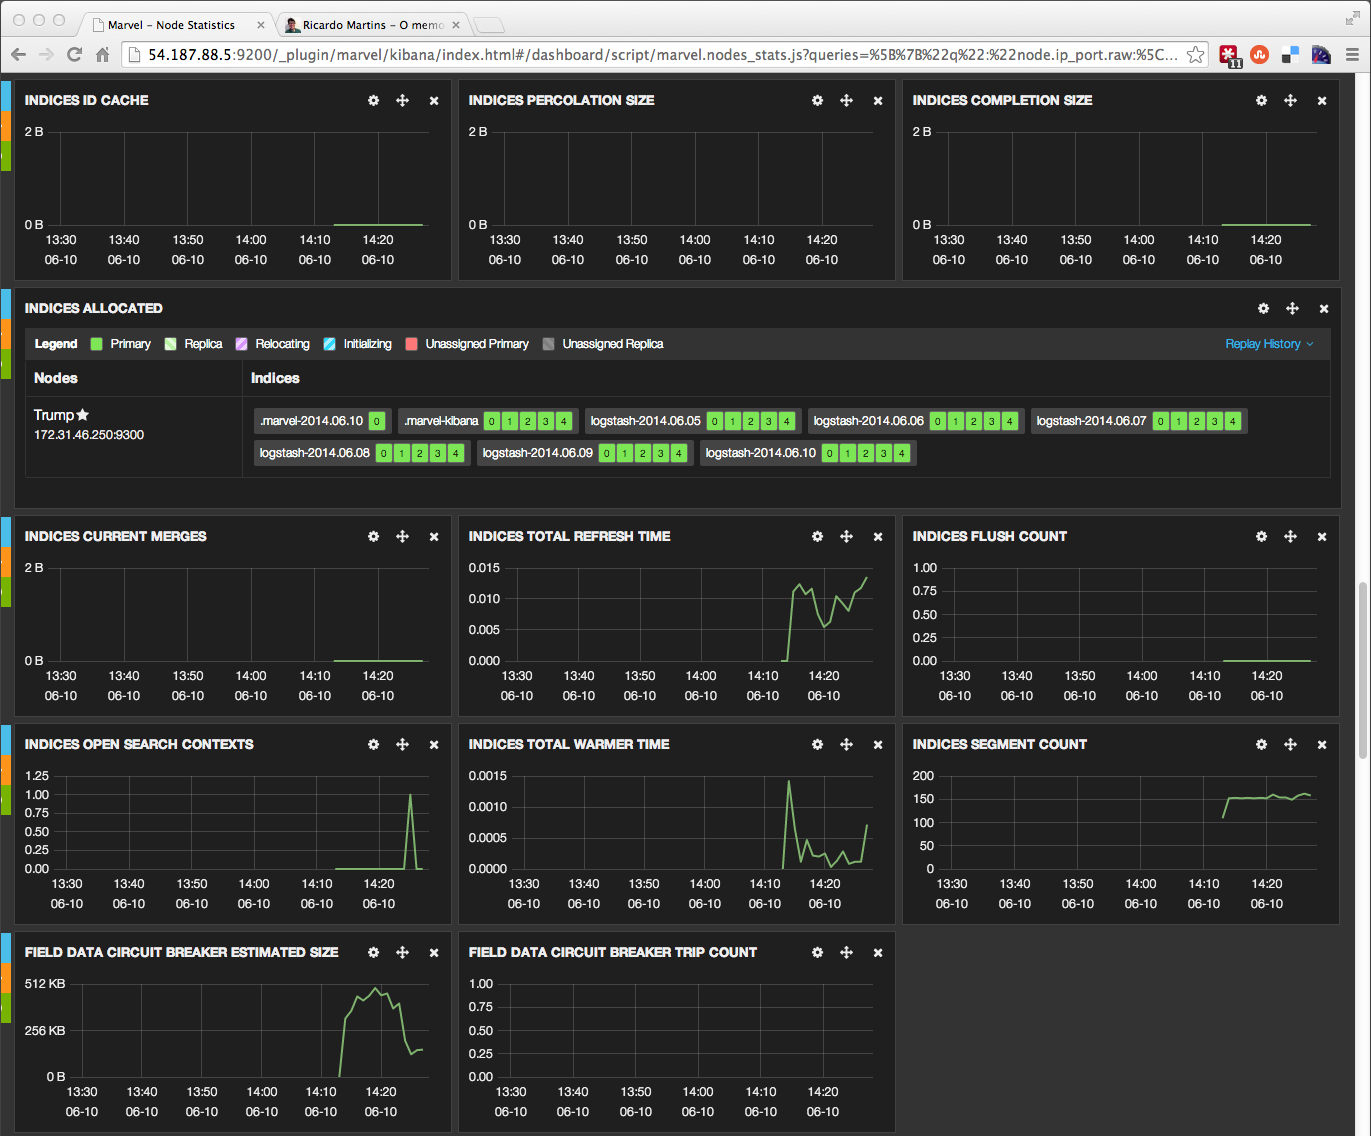 Marvel – Node Statistics
Ricardo Martins – O memo
54.187.88.5:9200/_plugin/marvel/kibana/index.html#/dashboard/script/marvel.nodes_stats.js?queries=%5B%7B%22q%22:%22node.ip_port.raw:%5C...
11
INDICES ID CACHE
2 B
0 B
13:30 13:40 13:50 14:00 14:10 14:20
06-10 06-10 06-10 06-10 06-10 06-10
INDICES PERCOLATION SIZE
2 B
0 B
13:30 13:40 13:50 14:00 14:10 14:20
06-10 06-10 06-10 06-10 06-10 06-10
INDICES COMPLETION SIZE
2 B
0 B
13:30 13:40 13:50 14:00 14:10 14:20
06-10 06-10 06-10 06-10 06-10 06-10
INDICES ALLOCATED
Legend Primary Replica Relocating Initializing Unassigned Primary Unassigned Replica Replay History
Nodes Indices
Trump
172.31.46.250:9300
.marvel-2014.06.10 0 .marvel-kibana 0 1 2 3 4 logstash-2014.06.05 0 1 2 3 4 logstash-2014.06.06 0 1 2 3 4 logstash-2014.06.07 0 1 2 3 4
logstash-2014.06.08 0 1 2 3 4 logstash-2014.06.09 0 1 2 3 4 logstash-2014.06.10 0 1 2 3 4
INDICES CURRENT MERGES
2 B
0 B
13:30 13:40 13:50 14:00 14:10 14:20
06-10 06-10 06-10 06-10 06-10 06-10
INDICES TOTAL REFRESH TIME
0.015
0.010
0.005
0.000
13:30 13:40 13:50 14:00 14:10 14:20
06-10 06-10 06-10 06-10 06-10 06-10
INDICES FLUSH COUNT
1.00
0.75
0.50
0.25
0.00
13:30 13:40 13:50 14:00 14:10 14:20
06-10 06-10 06-10 06-10 06-10 06-10
INDICES OPEN SEARCH CONTEXTS
1.25
1.00
0.75
0.50
0.25
0.00
13:30 13:40 13:50 14:00 14:10 14:20
06-10 06-10 06-10 06-10 06-10 06-10
INDICES TOTAL WARMER TIME
0.0015
0.0010
0.0005
0.0000
13:30 13:40 13:50 14:00 14:10 14:20
06-10 06-10 06-10 06-10 06-10 06-10
INDICES SEGMENT COUNT
200
150
100
50
0
13:30 13:40 13:50 14:00 14:10 14:20
06-10 06-10 06-10 06-10 06-10 06-10
FIELD DATA CIRCUIT BREAKER ESTIMATED SIZE
512 KB
256 KB
0 B
13:30 13:40 13:50 14:00 14:10 14:20
06-10 06-10 06-10 06-10 06-10 06-10
FIELD DATA CIRCUIT BREAKER TRIP COUNT
1.00
0.75
0.50
0.25
0.00
13:30 13:40 13:50 14:00 14:10 14:20
06-10 06-10 06-10 06-10 06-10 06-10